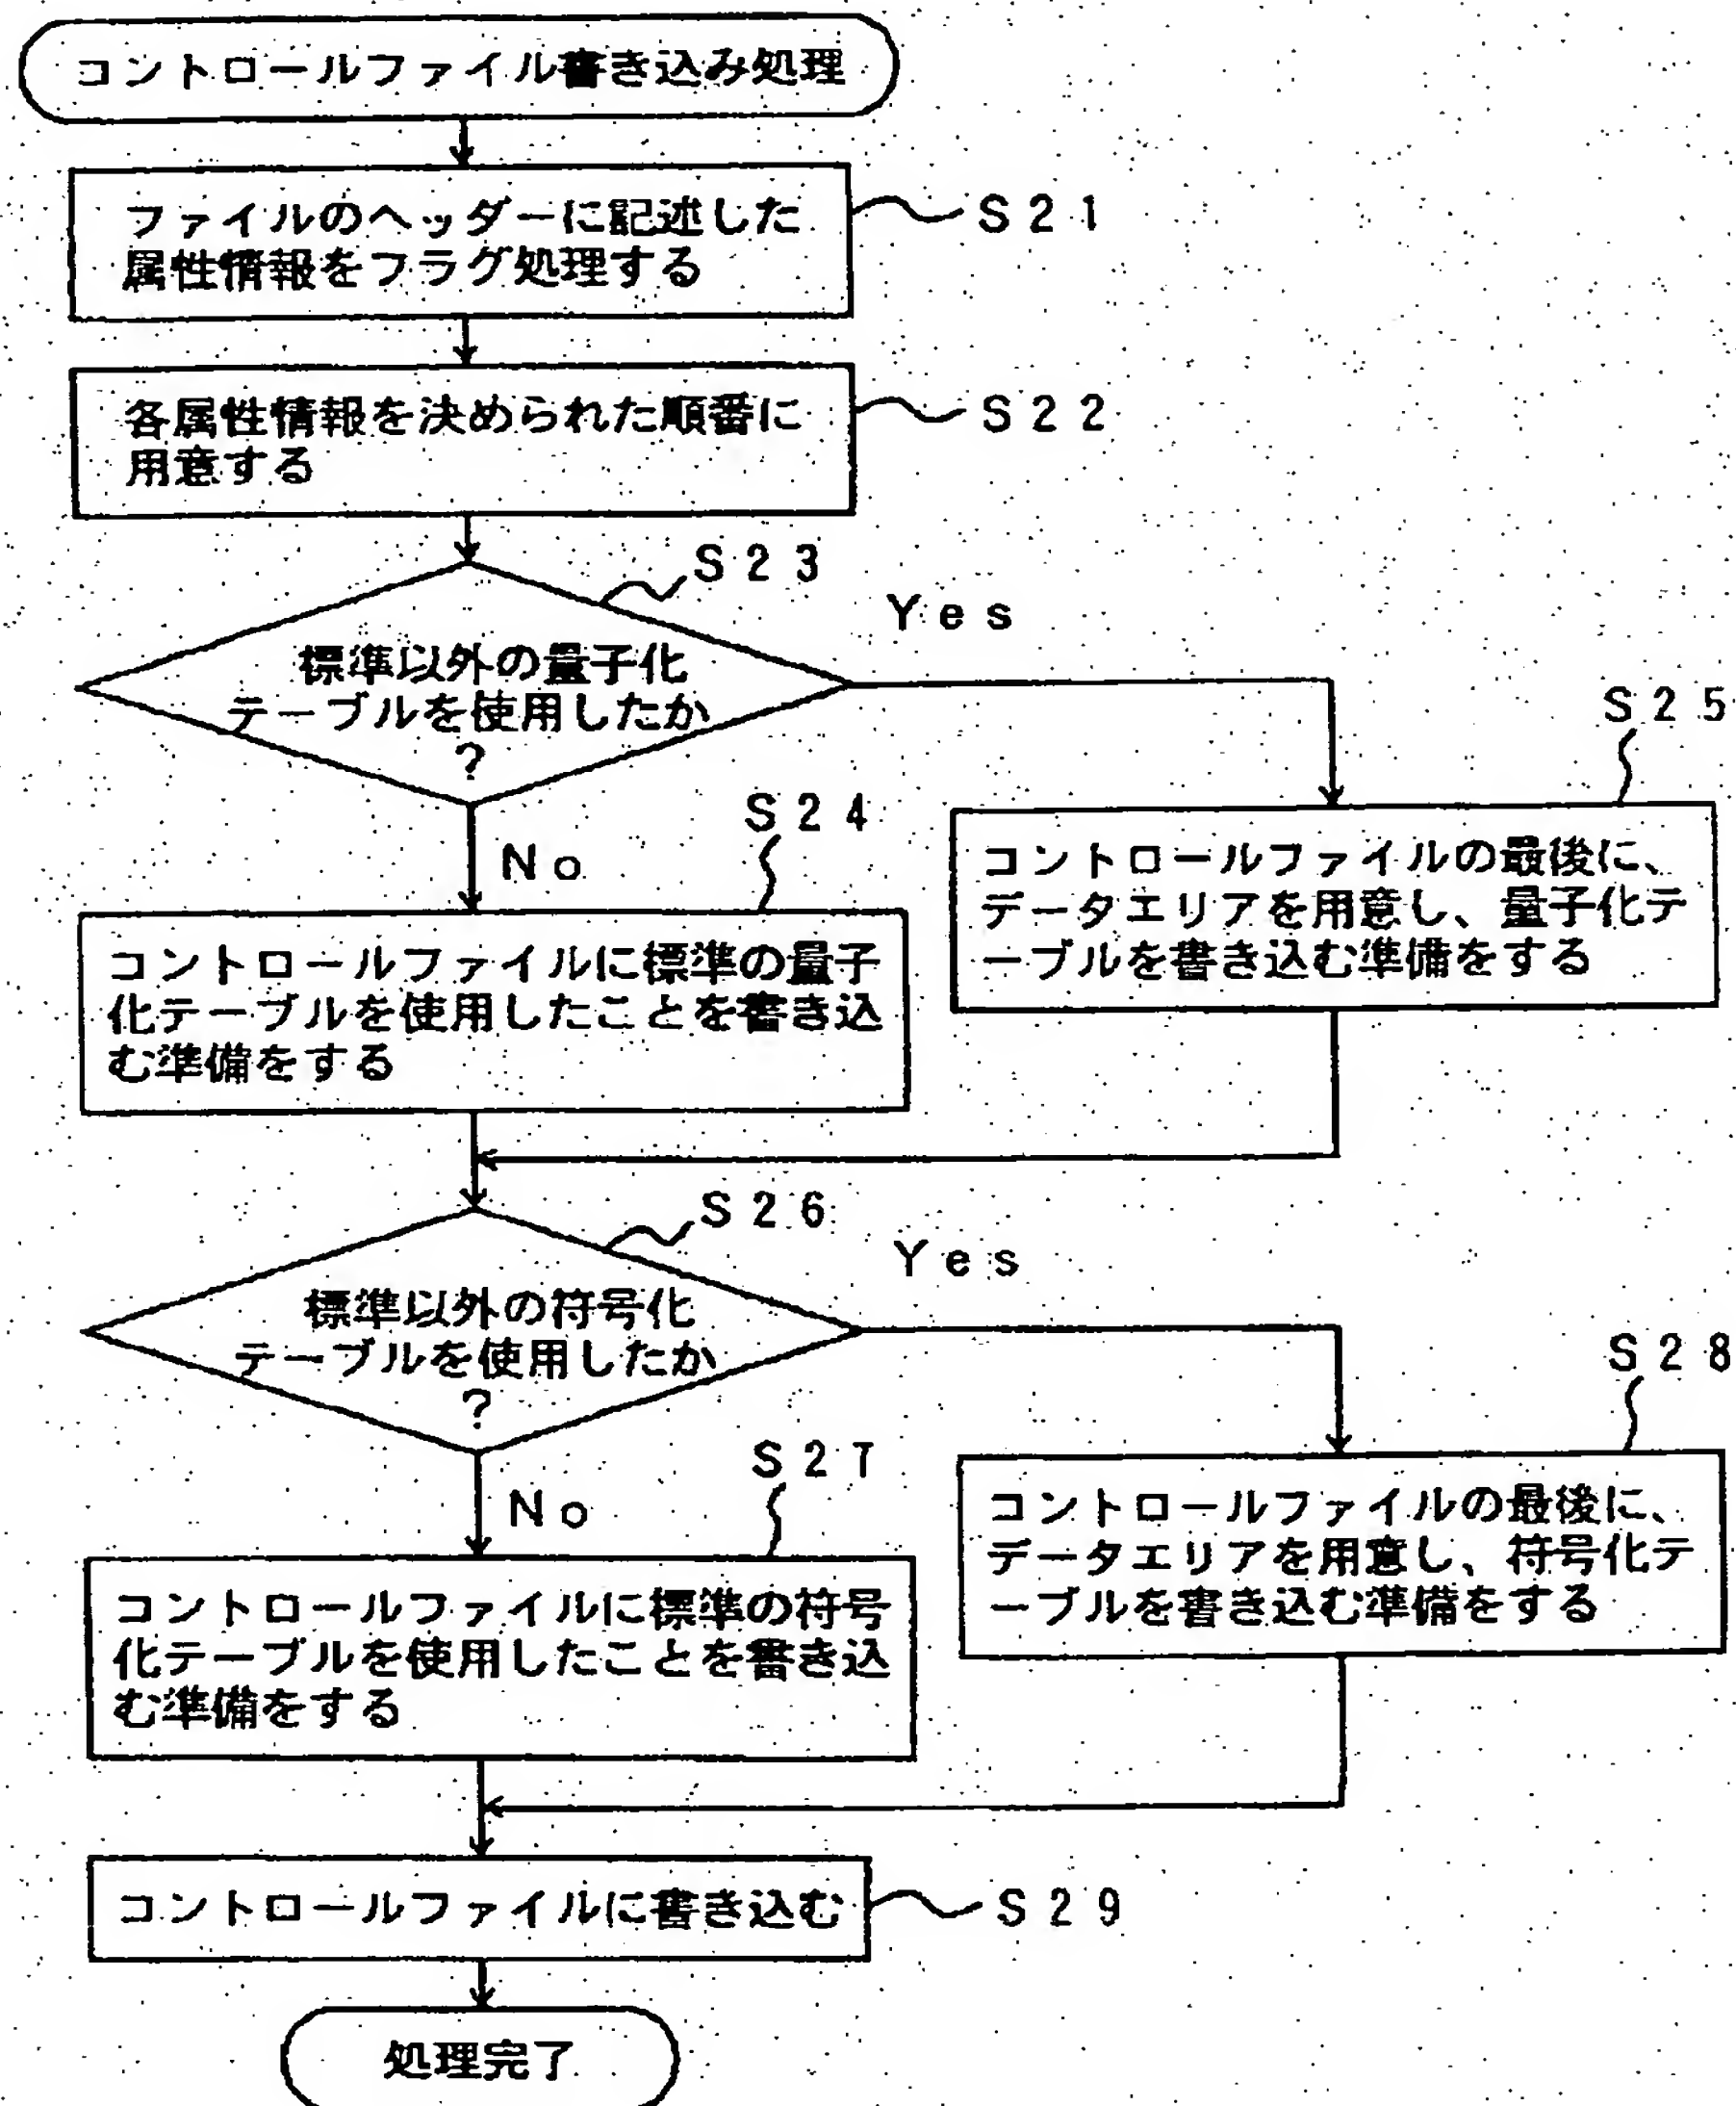 コントロールファイル書き込み処理
ファイルのヘッダーに記述した
属性情報をフラグ処理する
S21
各属性情報を決められた順番に
用意する
S22
S23
標準以外の量子化
テーブルを使用したか
?
Yes
No
S24
コントロールファイルに標準の量子
化テーブルを使用したことを書き込
む準備をする
S25
コントロールファイルの最後に、
データエリアを用意し、量子化テ
ーブルを書き込む準備をする
S26
標準以外の符号化
テーブルを使用したか
?
Yes
No
S27
コントロールファイルに標準の符号
化テーブルを使用したことを書き込
む準備をする
S28
コントロールファイルの最後に、
データエリアを用意し、符号化テ
ーブルを書き込む準備をする
コントロールファイルに書き込む
S29
処理完了